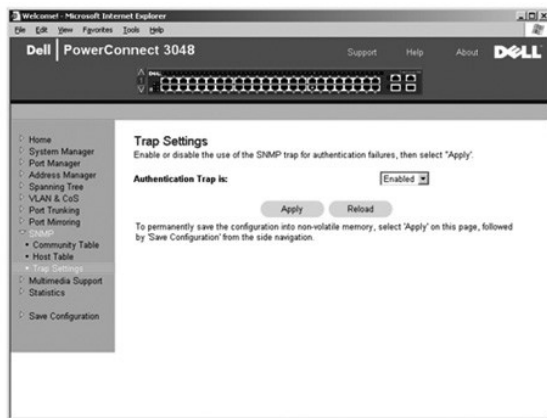 Welcome! - Microsoft Internet Explorer
File Edit View Favorites Tools Help
Dell | PowerConnect 3048
Support Help About DELL
Home
System Manager
Port Manager
Address Manager
Spanning Tree
VLAN & CoS
Port Trunking
Port Mirroring
SNMP
Community Table
Host Table
Trap Settings
Multimedia Support
Statistics
Save Configuration
Trap Settings
Enable or disable the use of the SNMP trap for authentication failures, then select "Apply'.
Authentication Trap is: Enabled
Apply Reload
To permanently save the configuration into non-volatile memory, select 'Apply' on this page, followed
by 'Save Configuration' from the side navigation.